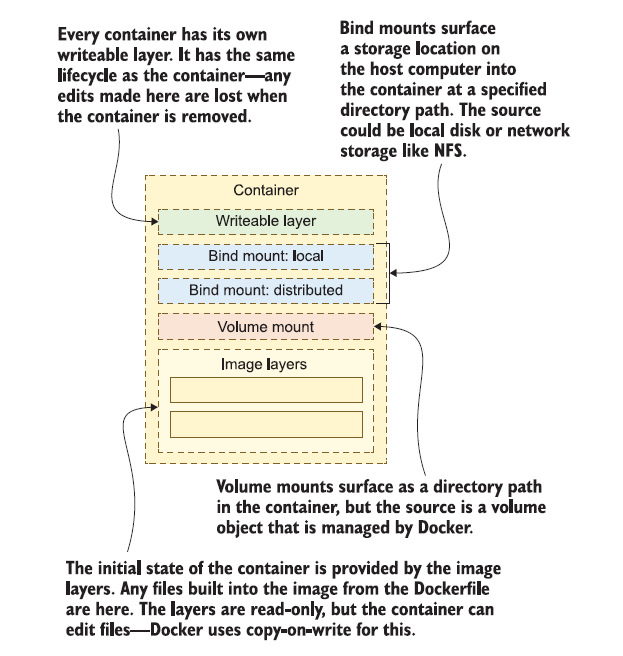 Every container has its own
writeable layer. It has the same
lifecycle as the container—any
edits made here are lost when
the container is removed.
Bind mounts surface
a storage location on
the host computer into
the container at a specified
directory path. The source
could be local disk or network
storage like NFS.
Container
Writeable layer
Bind mount: local
Bind mount: distributed
Volume mount
Image layers
Volume mounts surface as a directory path
in the container, but the source is a volume
object that is managed by Docker.
The initial state of the container is provided by the image
layers. Any files built into the image from the Dockerfile
are here. The layers are read-only, but the container can
edit files—Docker uses copy-on-write for this.